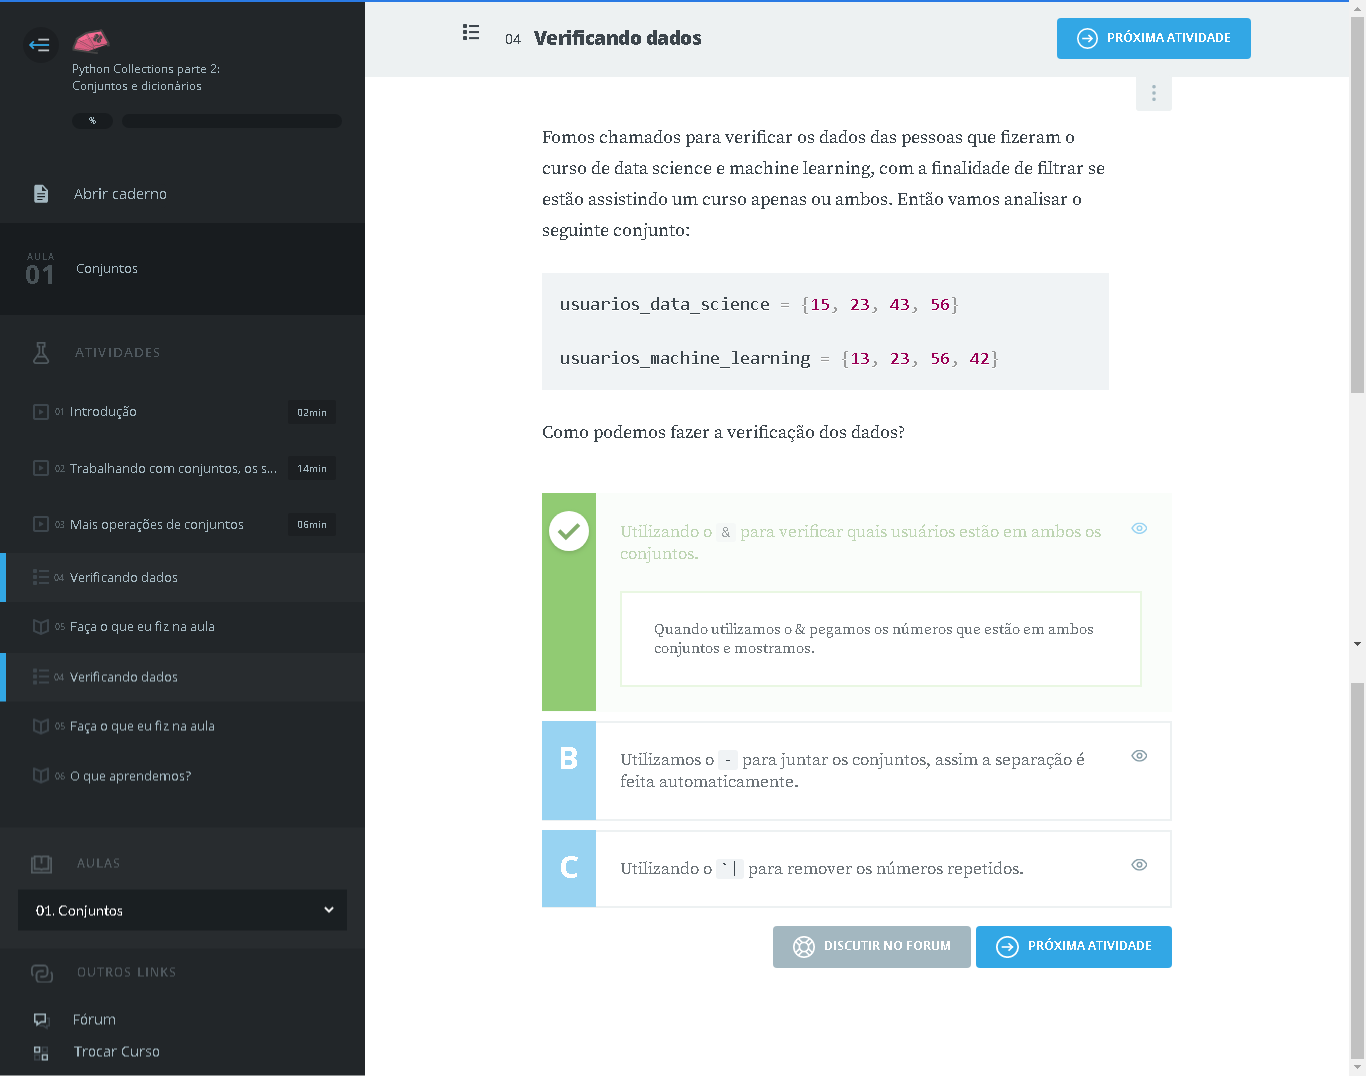 Python Collections parte 2:
Conjuntos e dicionários
%
Abrir caderno
AULA
01
Conjuntos
ATIVIDADES
01 Introdução 02min
02 Trabalhando com conjuntos, os s... 14min
03 Mais operações de conjuntos 06min
04 Verificando dados
05 Faça o que eu fiz na aula
04 Verificando dados
05 Faça o que eu fiz na aula
06 O que aprendemos?
AULAS
01. Conjuntos
OUTROS LINKS
Fórum
Trocar Curso
04 Verificando dados
PRÓXIMA ATIVIDADE
Fomos chamados para verificar os dados das pessoas que fizeram o
curso de data science e machine learning, com a finalidade de filtrar se
estão assistindo um curso apenas ou ambos. Então vamos analisar o
seguinte conjunto:
usuarios_data_science = {15, 23, 43, 56}
usuarios_machine_learning = {13, 23, 56, 42}
Como podemos fazer a verificação dos dados?
Utilizando o & para verificar quais usuários estão em ambos os
conjuntos.
Quando utilizamos o & pegamos os números que estão em ambos
conjuntos e mostramos.
B
Utilizamos o - para juntar os conjuntos, assim a separação é
feita automaticamente.
C
Utilizando o `| para remover os números repetidos.
DISCUTIR NO FORUM
PRÓXIMA ATIVIDADE